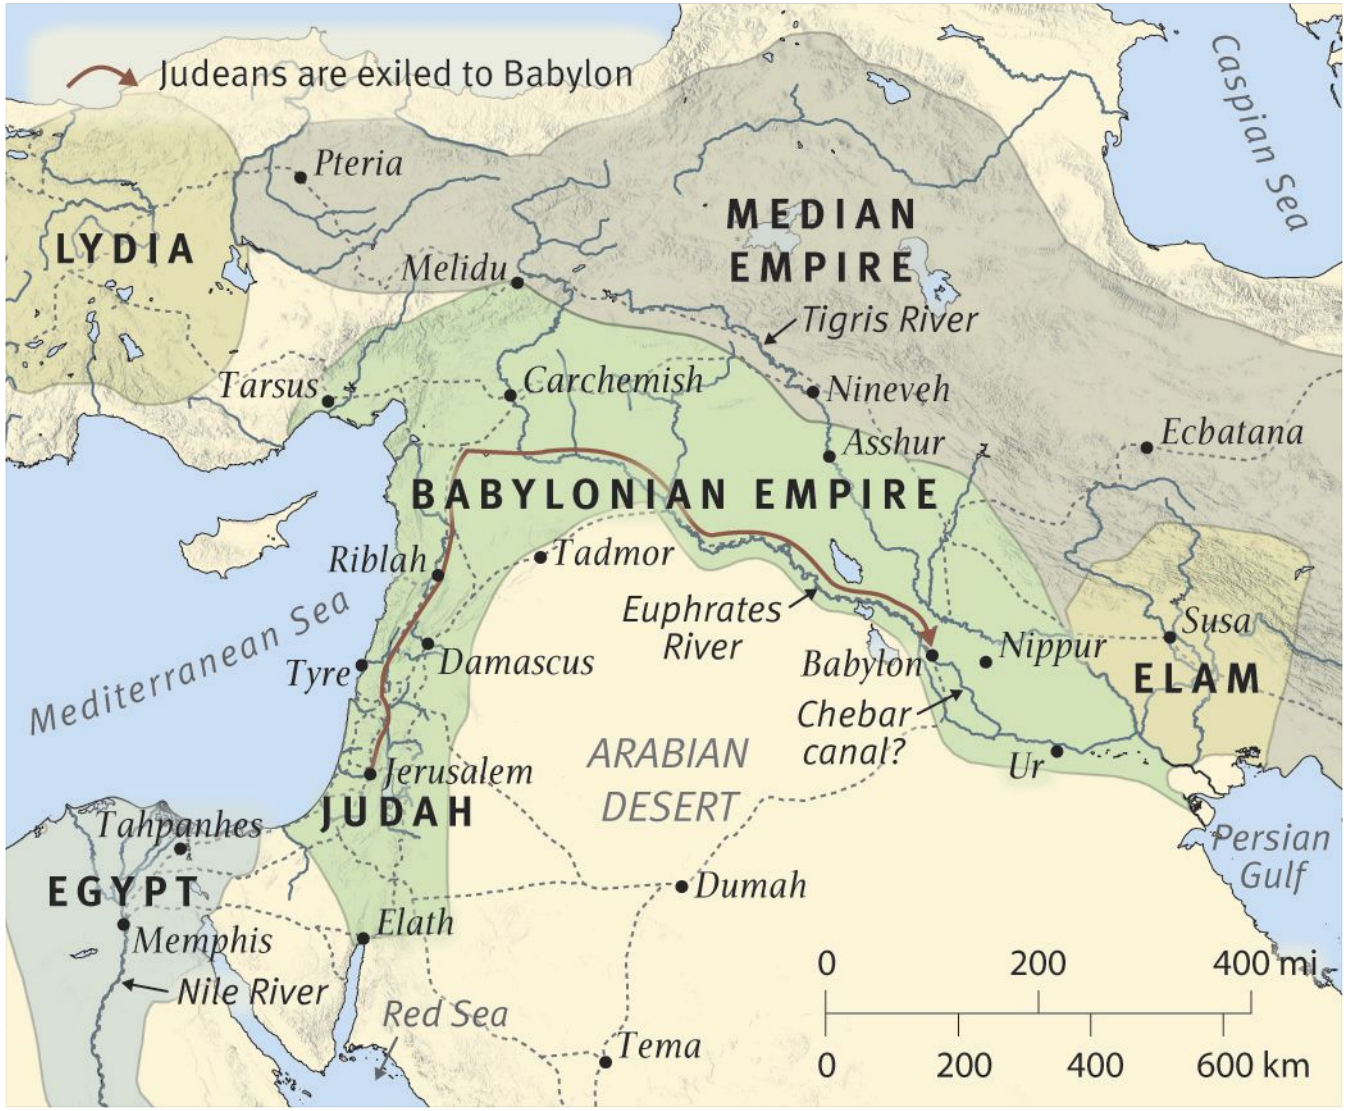 Judeans are exiled to Babylon
Caspian Sea
Pteria
MEDIAN
EMPIRE
LYDIA
Melidu
Tigris River
Tarsus
Carchemish
Nineveh
Asshur
Ecbatana
BABYLONIAN EMPIRE
Riblah
Tadmor
Mediterranean Sea
Euphrates
River
Susa
Nippur
Tyre
Damascus
Babylon
ELAM
Chebar
canal?
ARABIAN
DESERT
Ur
Jerusalem
JUDAH
Tahpanhes
Persian
Gulf
EGYPT
Dumah
Memphis
Elath
Nile River
Red Sea
Tema
0 200 400 mi
0 200 400 600 km